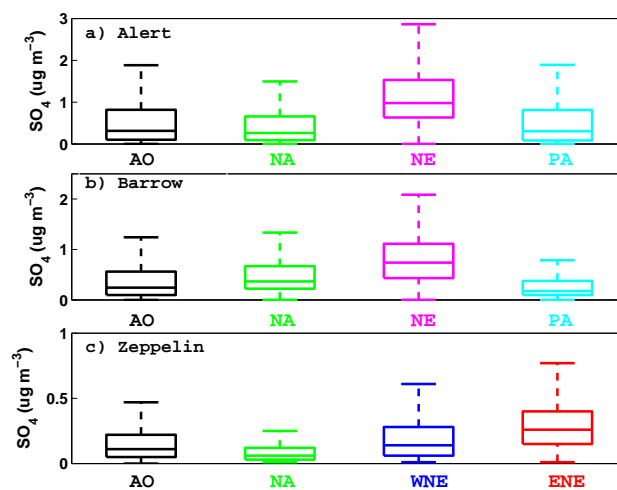 a) Alert
SO4 (ug m−3)
3
2
1
0
AO NA NE PA
b) Barrow
SO4 (ug m−3)
2
1
0
AO NA NE PA
c) Zeppelin
SO4 (ug m−3)
1
0.5
0
AO NA WNE ENE